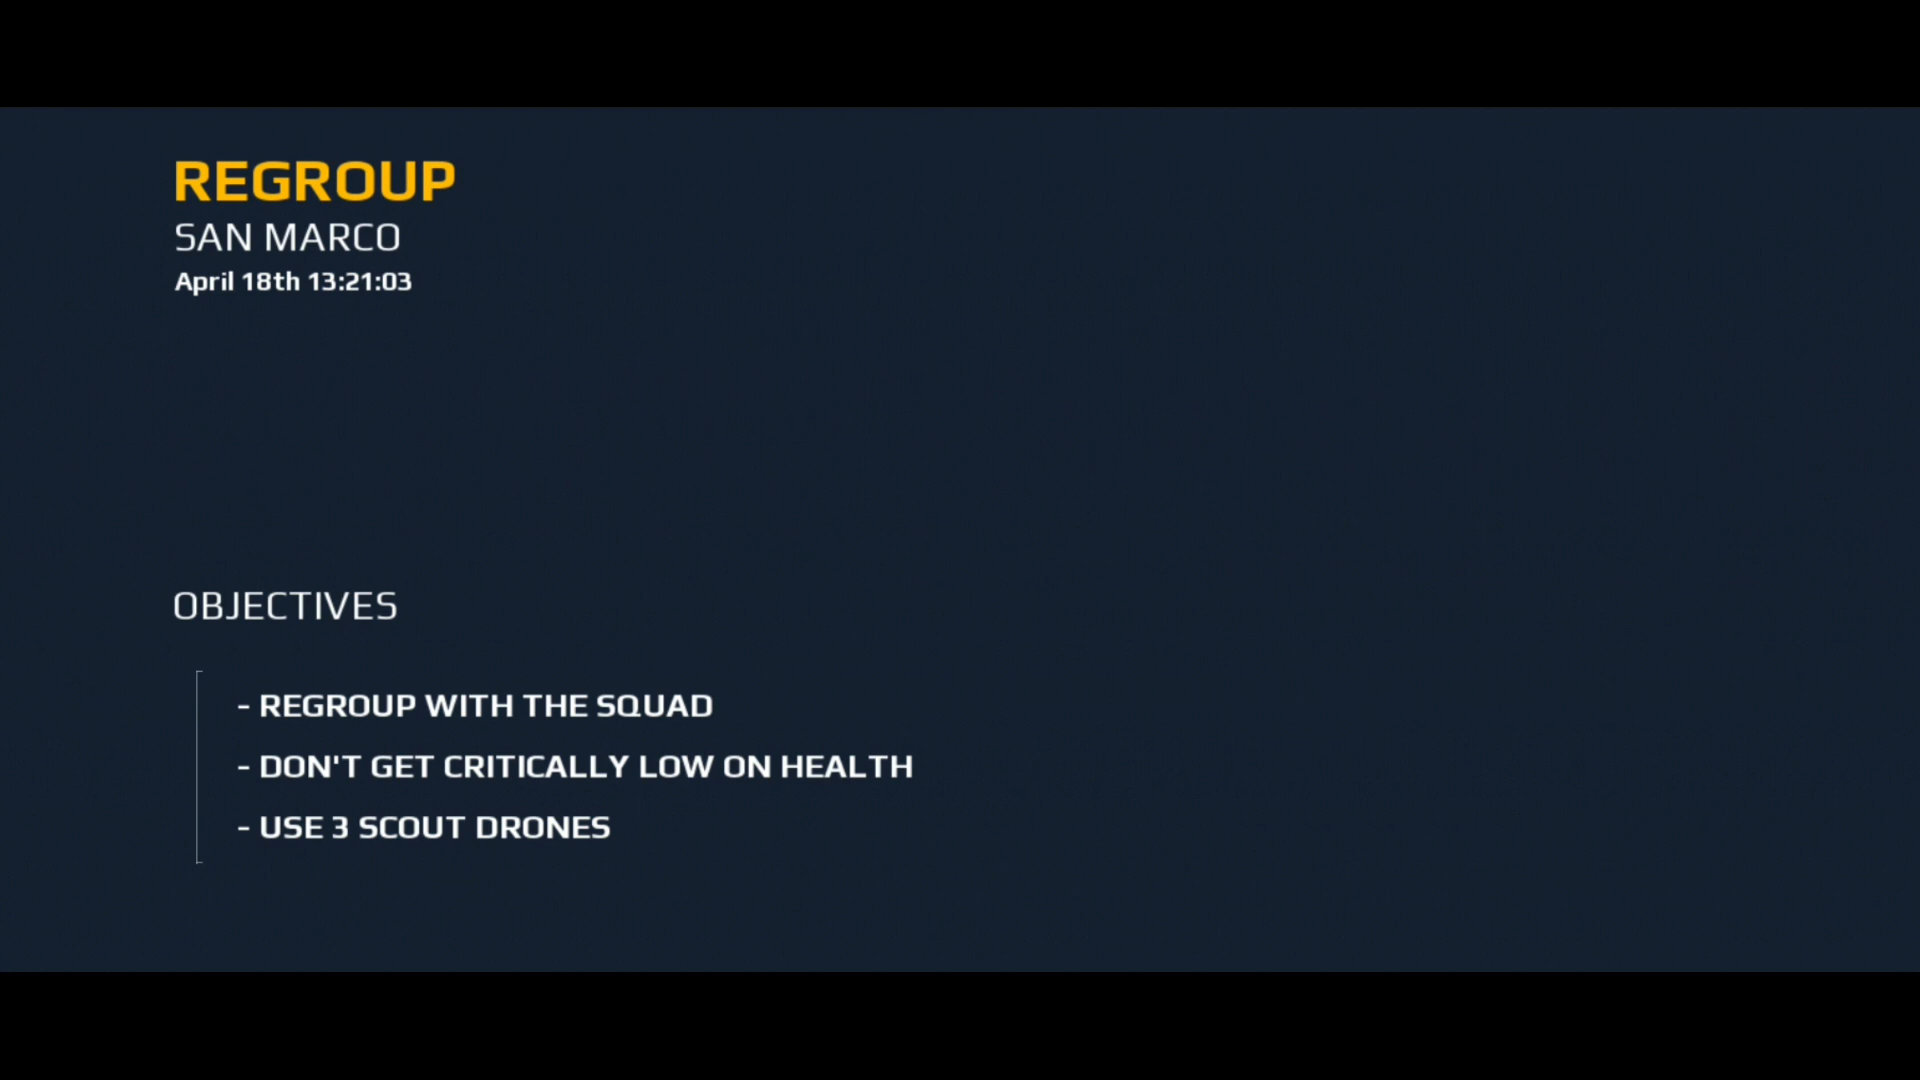 REGROUP
SAN MARCO
April 18th 13:21:03
OBJECTIVES
- REGROUP WITH THE SQUAD
- DON'T GET CRITICALLY LOW ON HEALTH
- USE 3 SCOUT DRONES